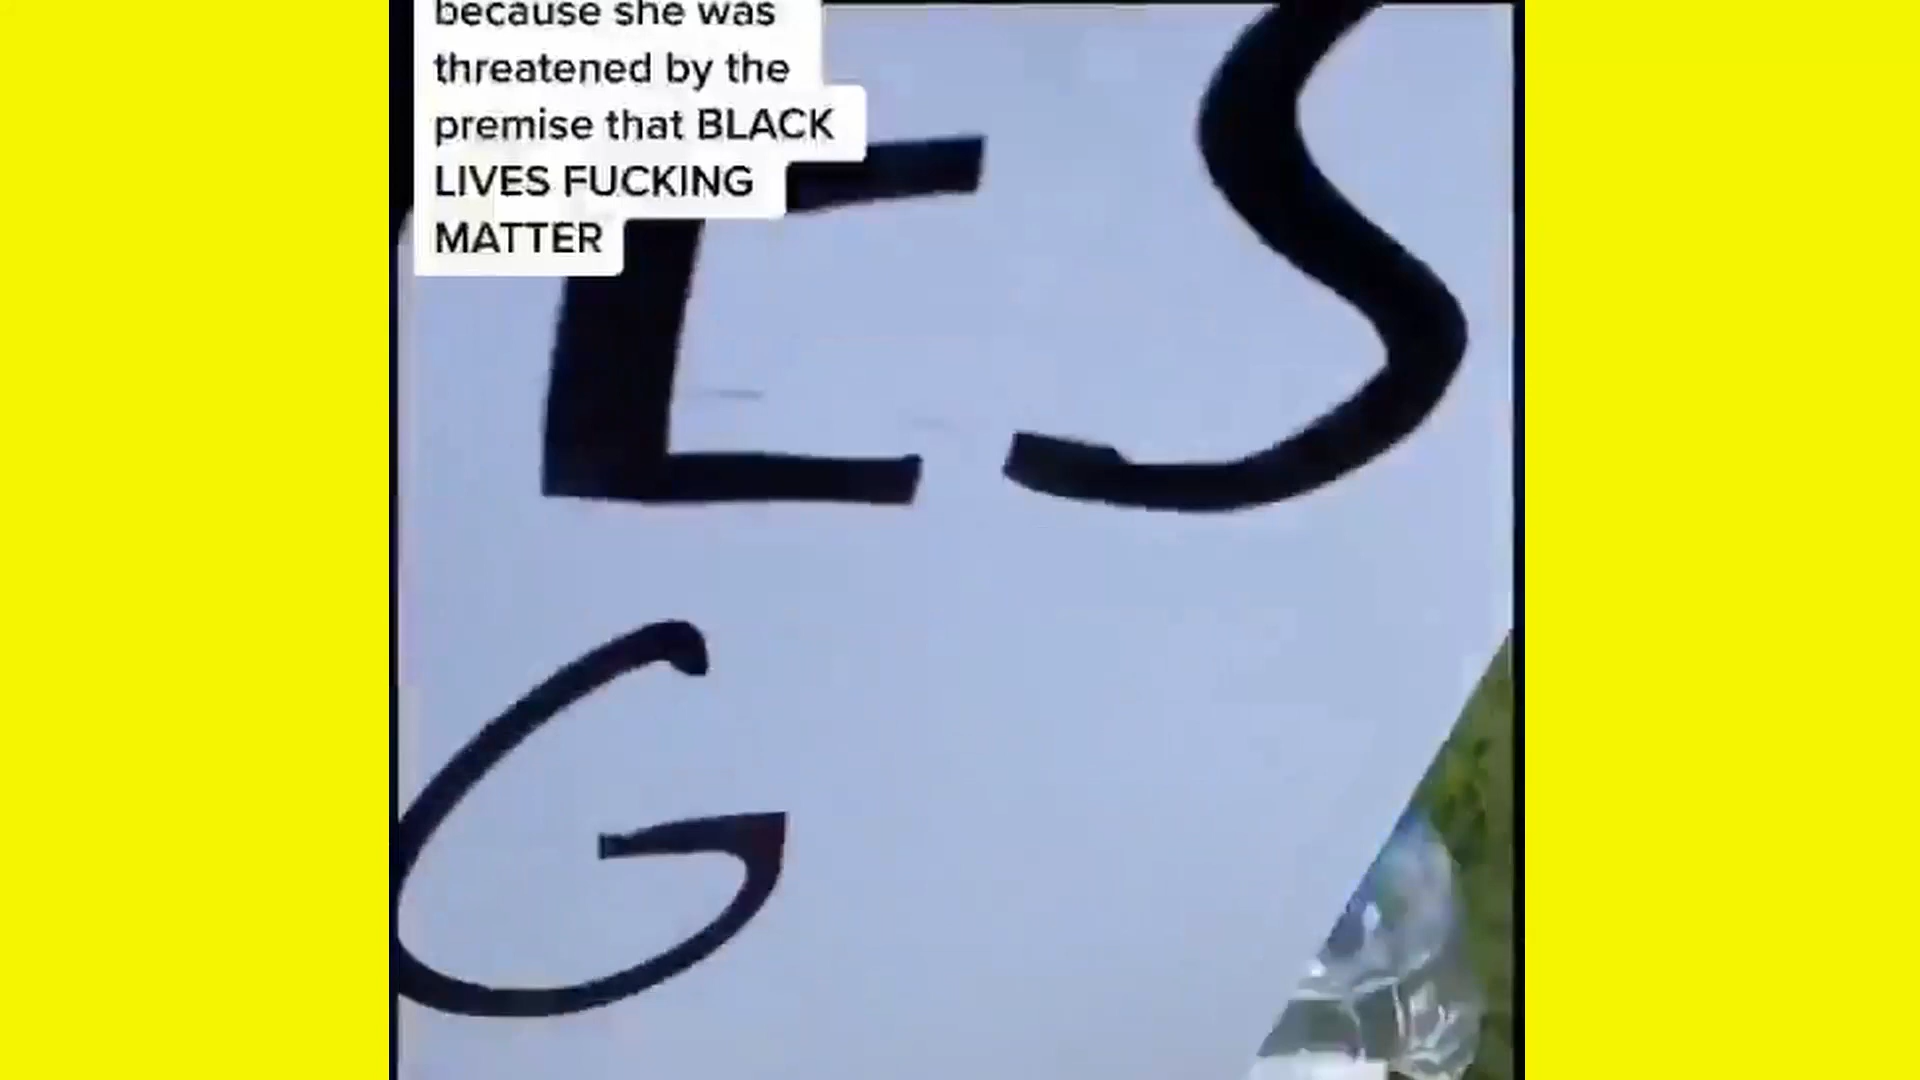 because she was
threatened by the
premise that BLACK
LIVES FUCKING
MATTER
ES
G